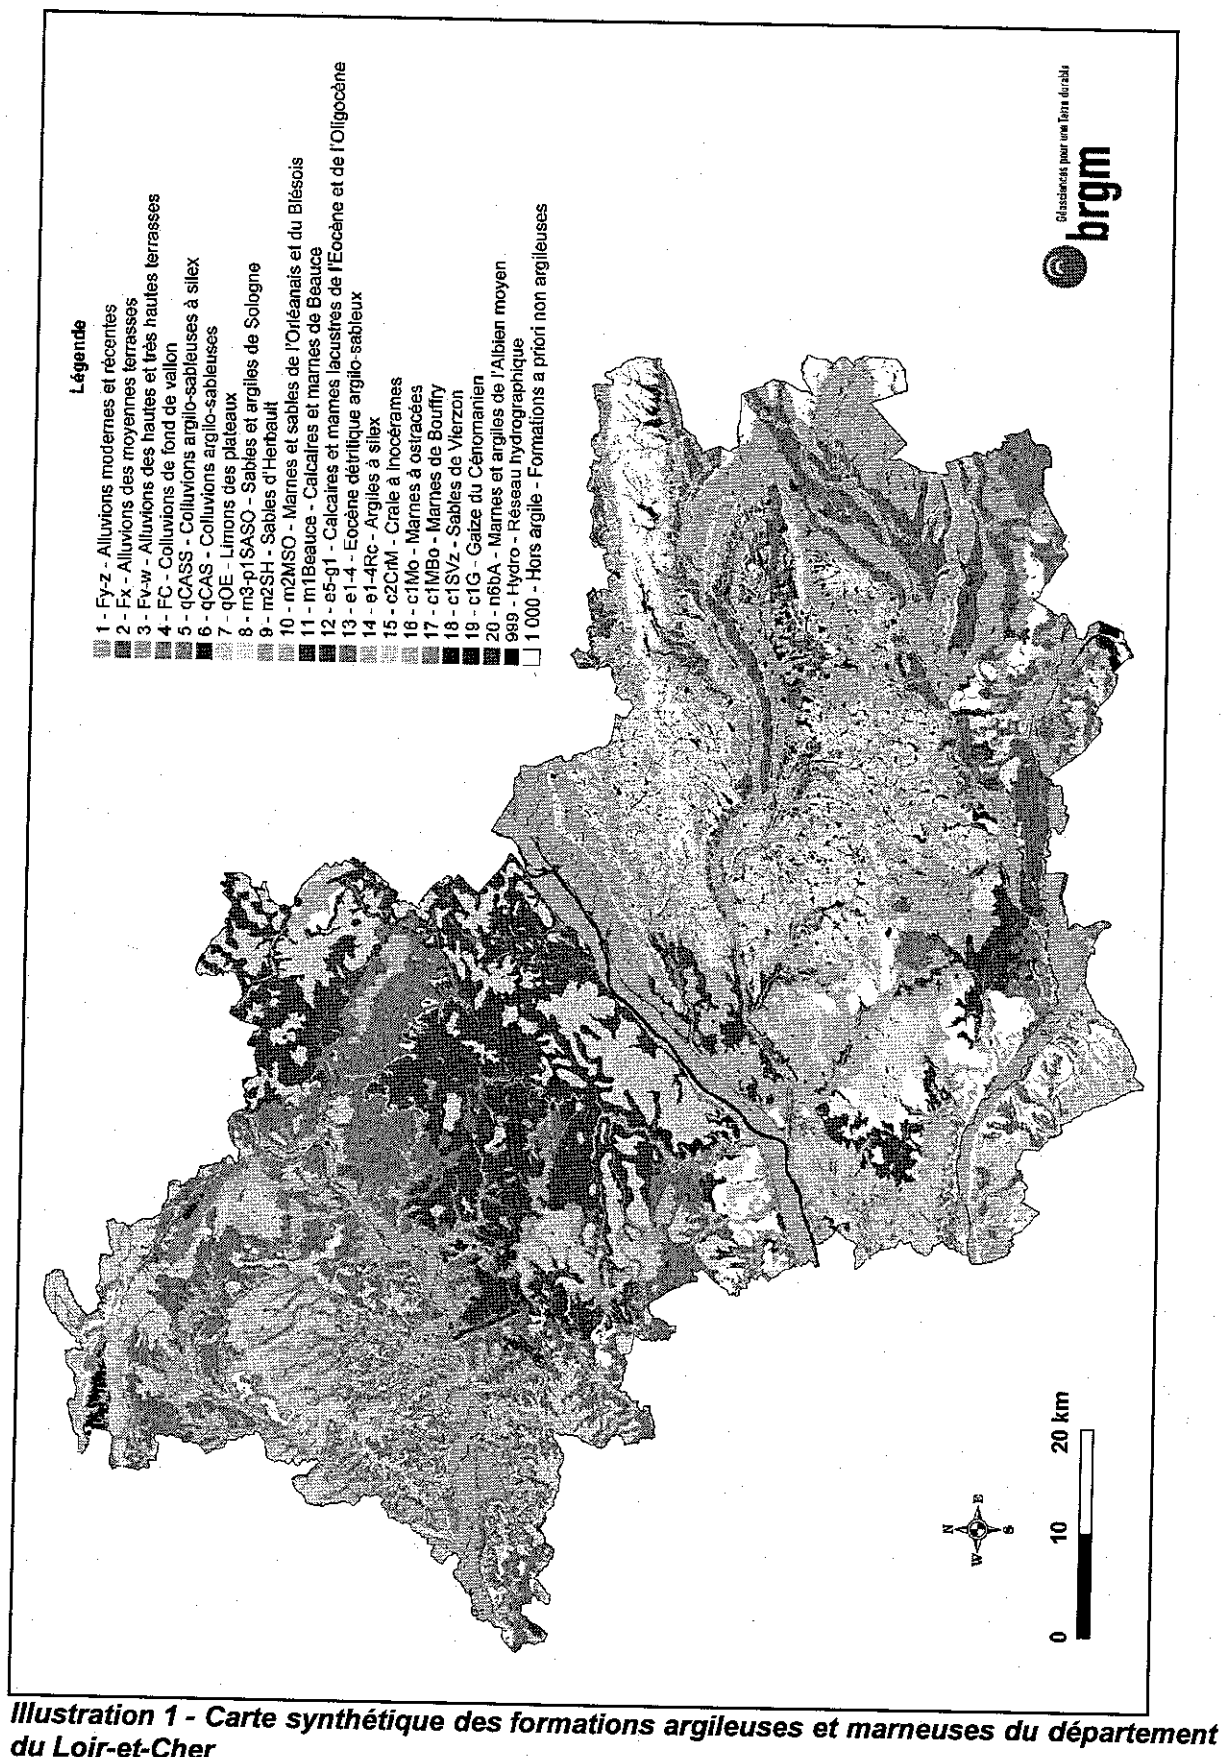 Légende
1 - Fy-z - Alluvions modernes et récentes
2 - Fx - Alluvions des moyennes terrasses
3 - Fv-w - Alluvions des hautes et très hautes terrasses
4 - FC - Colluvions de fond de vallon
5 - qCASS - Colluvions argilo-sableuses à silex
6 - qCAS - Colluvions argilo-sableuses
7 - qOE - Limons des plateaux
8 - m3-p1SASO - Sables et argiles de Sologne
9 - m2SH - Sables d'Herbault
10 - m2MSO - Marnes et sables de l'Orléanais et du Blésois
11 - m1Beauce - Calcaires et marnes de Beauce
12 - e5-g1 - Calcaires et marnes lacustres de l'Eocène et de l'Oligocène
13 - e1-4 - Eocène détritique argilo-sableux
14 - e1-4Rc - Argiles à silex
15 - c2CrIM - Craie à Inocérames
16 - c1Mo - Marnes à ostracées
17 - c1MBo - Marnes de Bouffry
18 - c1SVz - Sables de Vierzon
19 - c1G - Gaize du Cénomanien
20 - n6bA - Marnes et argiles de l'Albien moyen
999 - Hydro - Réseau hydrographique
1 000 - Hors argile - Formations a priori non argileuses
Géosciences pour une Terre durable
brgm
N
W E
S
0 10 20 km
Illustration 1 - Carte synthétique des formations argileuses et marneuses du département
du Loir-et-Cher